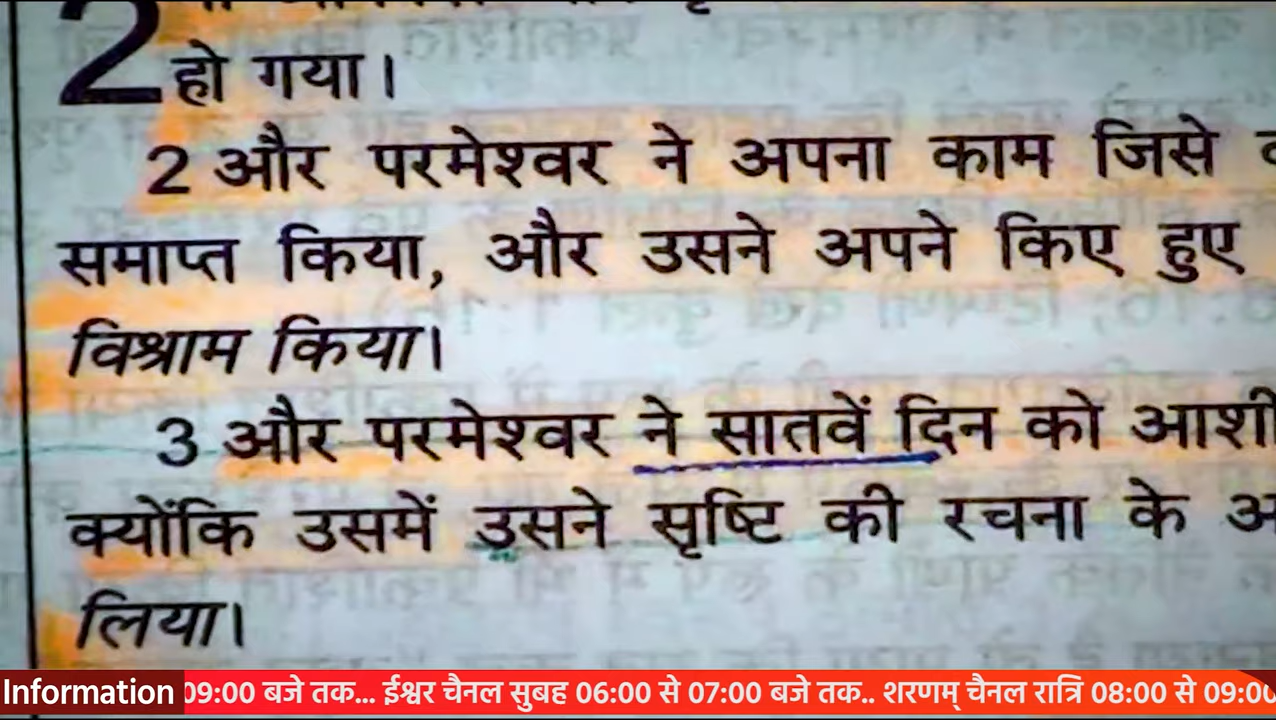 2 हो गया।
2 और परमेश्वर ने अपना काम जिसे
समाप्त किया, और उसने अपने किए हुए
विश्राम किया।
3 और परमेश्वर ने सातवें दिन को
क्योंकि उसमें उसने सृष्टि की रचना के
लिया।
Information 09:00 बजे तक... ईश्वर चैनल सुबह 06:00 से 07:00 बजे तक.. शरणम् चैनल रात्रि 08:00 से 09:00